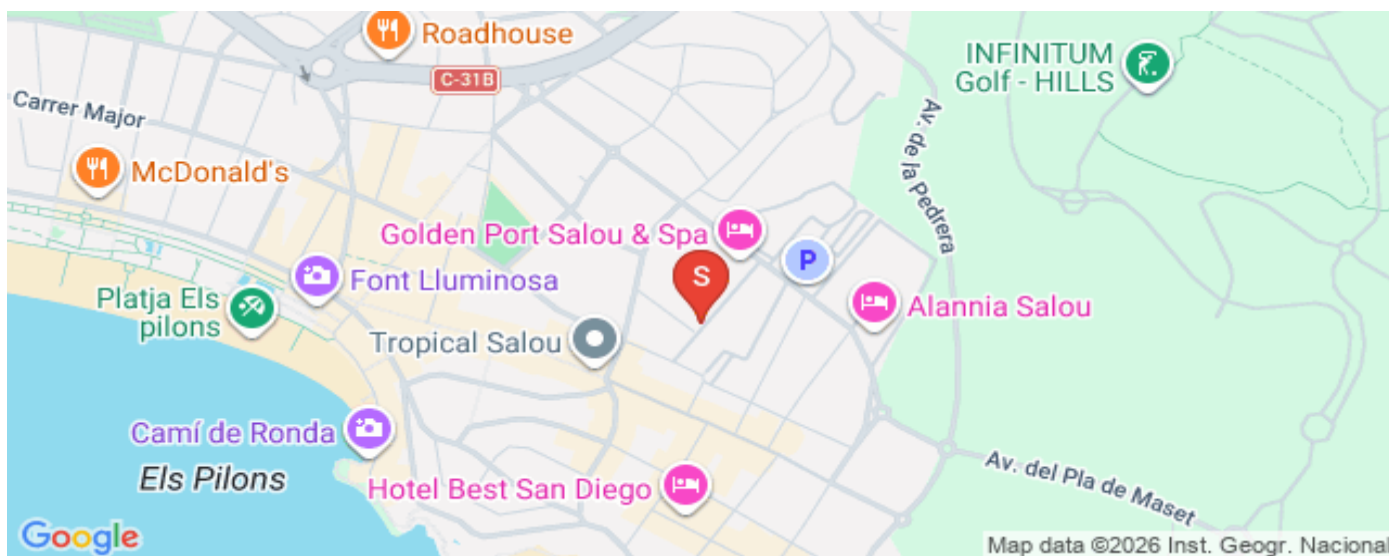 Roadhouse
C-31B
INFINITUM
Golf - HILLS
Carrer Major
McDonald's
Av. de la Pedrera
Golden Port Salou & Spa
P
S
Font Lluminosa
Platja Els
pilons
Alannia Salou
Tropical Salou
Camí de Ronda
Els Pilons
Hotel Best San Diego
Av. del Pla de Maset
Google
Map data ©2026 Inst. Geogr. Nacional